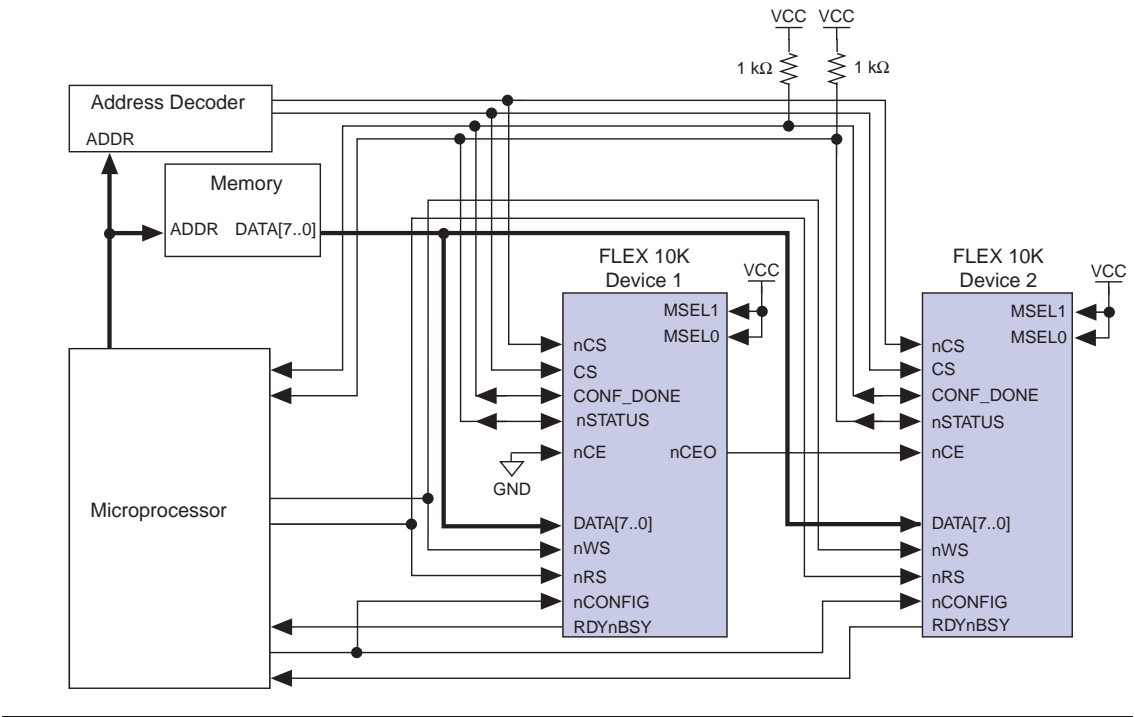 VCC VCC
1 kΩ 1 kΩ
Address Decoder
ADDR
Memory
ADDR DATA[7..0]
FLEX 10K
Device 1
VCC
MSEL1
MSEL0
nCS
CS
CONF_DONE
nSTATUS
nCE nCEO
GND
DATA[7..0]
nWS
nRS
nCONFIG
RDYnBSY
FLEX 10K
Device 2
VCC
MSEL1
MSEL0
nCS
CS
CONF_DONE
nSTATUS
nCE
DATA[7..0]
nWS
nRS
nCONFIG
RDYnBSY
Microprocessor